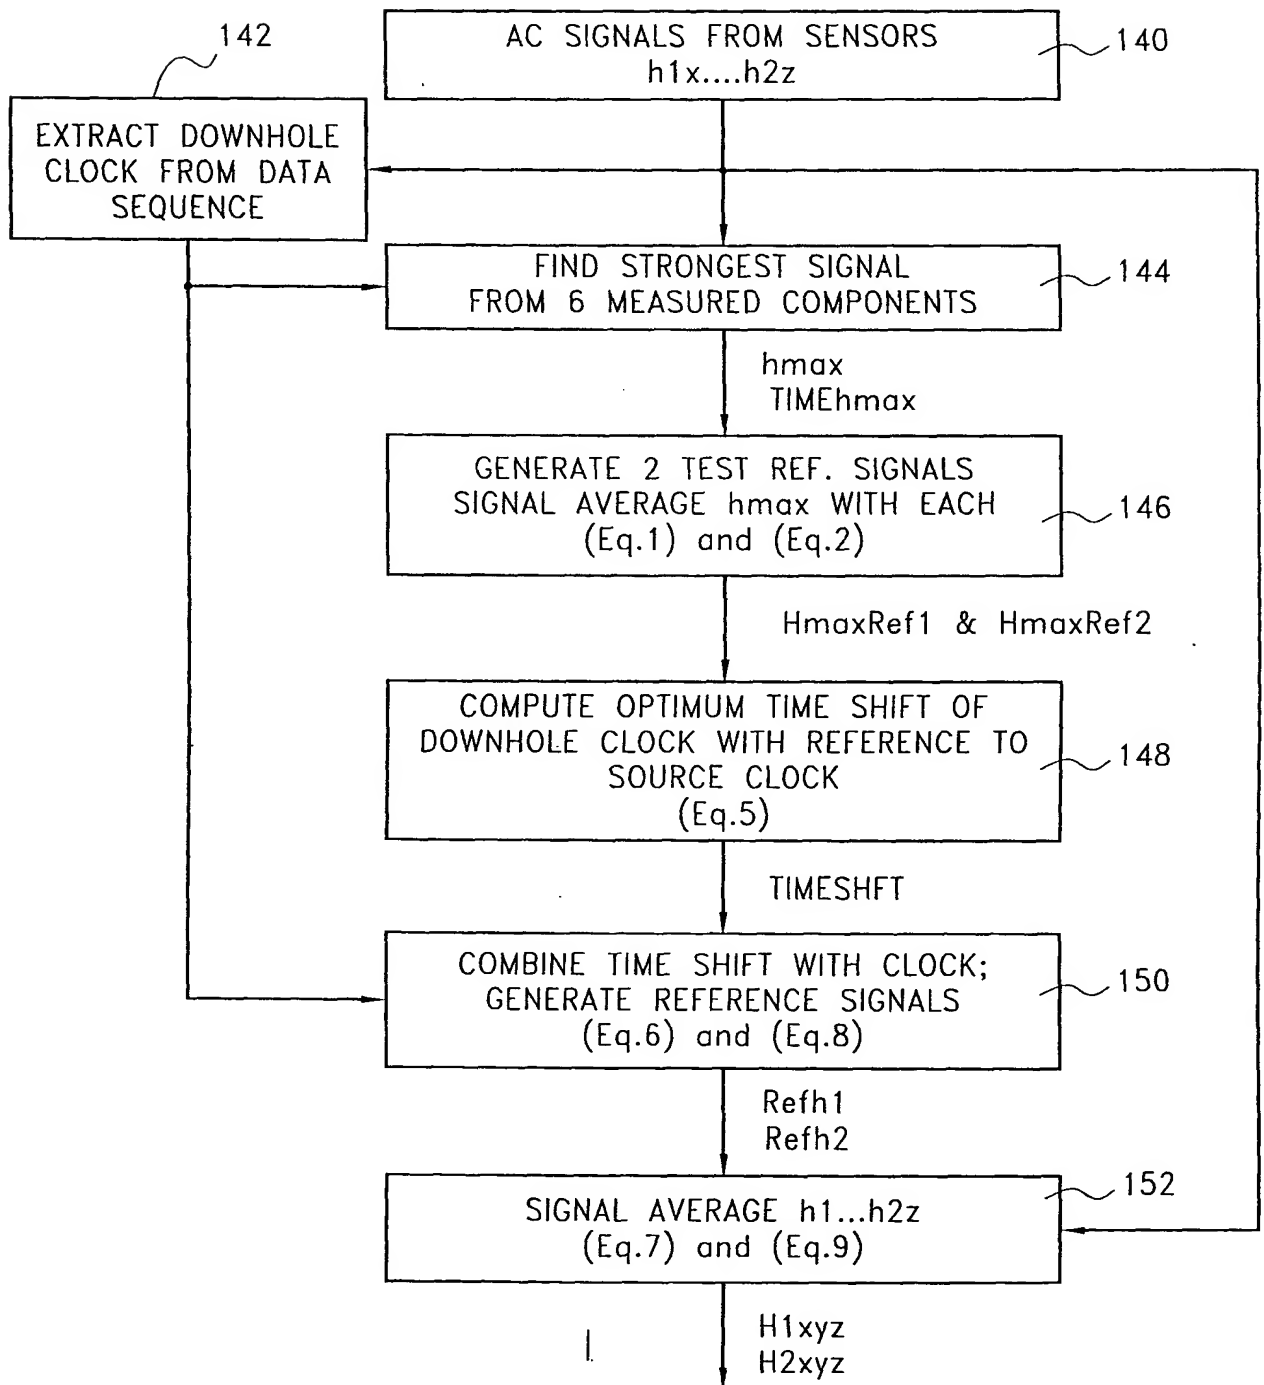 142
AC SIGNALS FROM SENSORS
h1x....h2z
140
EXTRACT DOWNHOLE
CLOCK FROM DATA
SEQUENCE
FIND STRONGEST SIGNAL
FROM 6 MEASURED COMPONENTS
144
hmax
TIMEhmax
GENERATE 2 TEST REF. SIGNALS
SIGNAL AVERAGE hmax WITH EACH
(Eq.1) and (Eq.2)
146
HmaxRef1 & HmaxRef2
COMPUTE OPTIMUM TIME SHIFT OF
DOWNHOLE CLOCK WITH REFERENCE TO
SOURCE CLOCK
(Eq.5)
148
TIMESHFT
COMBINE TIME SHIFT WITH CLOCK;
GENERATE REFERENCE SIGNALS
(Eq.6) and (Eq.8)
150
Refh1
Refh2
SIGNAL AVERAGE h1...h2z
(Eq.7) and (Eq.9)
152
H1xyz
H2xyz